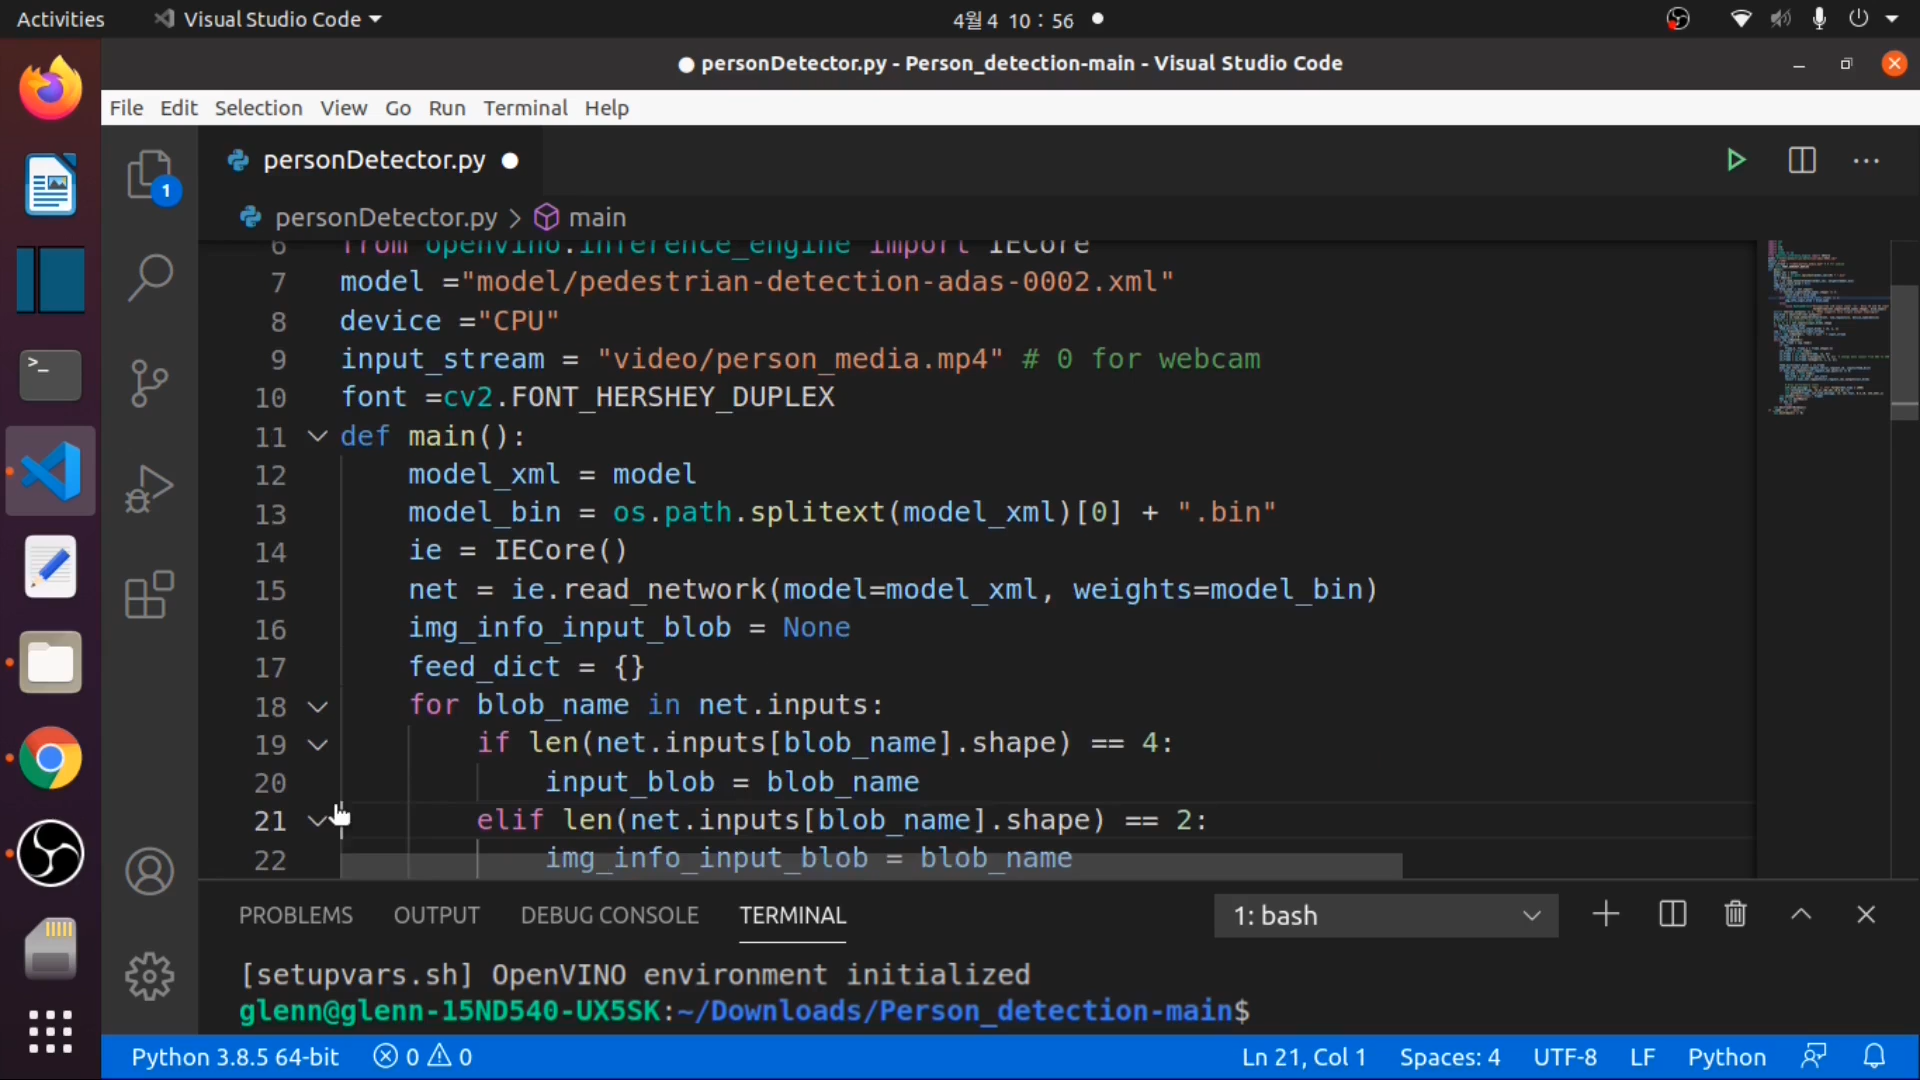 Activities
Visual Studio Code
4월 4 10 : 56
personDetector.py - Person_detection-main - Visual Studio Code
File Edit Selection View Go Run Terminal Help
1
personDetector.py
personDetector.py > main
6 from openvino.inference_engine import IECore
7 model ="model/pedestrian-detection-adas-0002.xml"
8 device ="CPU"
9 input_stream = "video/person_media.mp4" # 0 for webcam
10 font =cv2.FONT_HERSHEY_DUPLEX
11 def main():
12 model_xml = model
13 model_bin = os.path.splitext(model_xml)[0] + ".bin"
14 ie = IECore()
15 net = ie.read_network(model=model_xml, weights=model_bin)
16 img_info_input_blob = None
17 feed_dict = {}
18 for blob_name in net.inputs:
19 if len(net.inputs[blob_name].shape) == 4:
20 input_blob = blob_name
21 elif len(net.inputs[blob_name].shape) == 2:
22 img_info_input_blob = blob_name
PROBLEMS OUTPUT DEBUG CONSOLE TERMINAL
1: bash
[setupvars.sh] OpenVINO environment initialized
glenn@glenn-15ND540-UX5SK:~/Downloads/Person_detection-main$
Python 3.8.5 64-bit 0 0 Ln 21, Col 1 Spaces: 4 UTF-8 LF Python